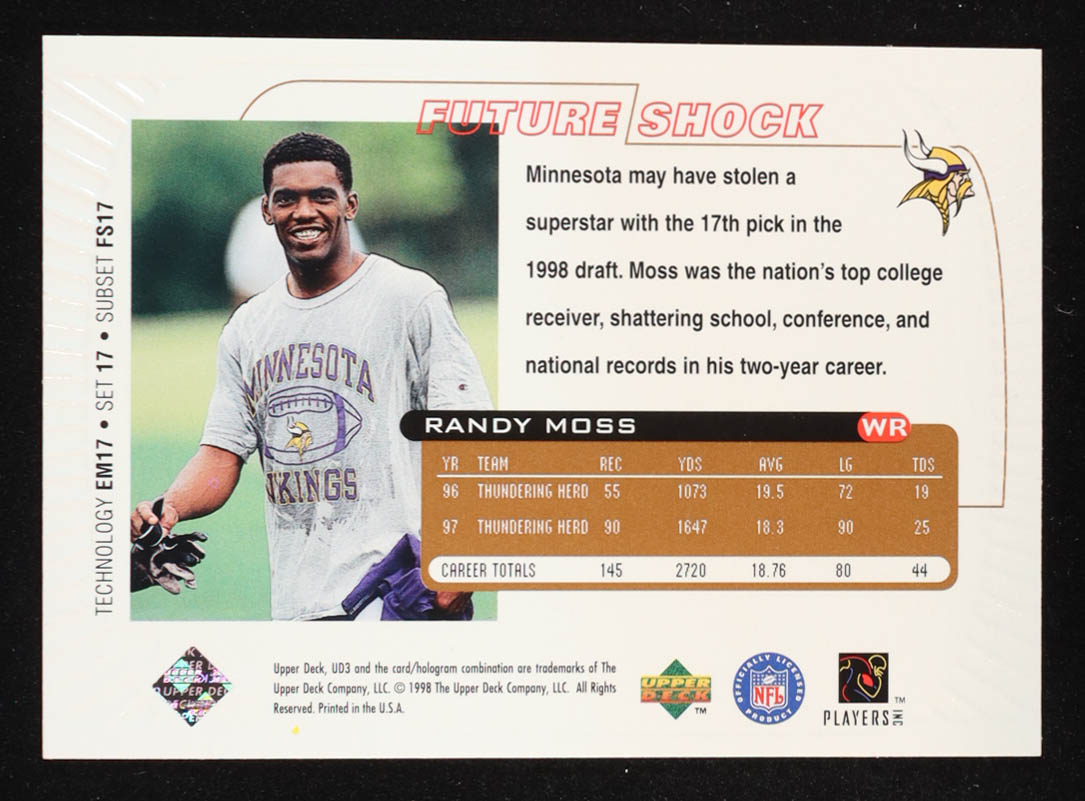 FUTURE SHOCK
Minnesota may have stolen a
superstar with the 17th pick in the
1998 draft. Moss was the nation's top college
receiver, shattering school, conference, and
national records in his two-year career.
TECHNOLOGY EM17 • SET 17 • SUBSET FS17
MINNESOTA
VIKINGS
RANDY MOSS WR
YR TEAM REC YDS AVG LG TDS
96 THUNDERING HERD 55 1073 19.5 72 19
97 THUNDERING HERD 90 1647 18.3 90 25
CAREER TOTALS 145 2720 18.76 80 44
UPPER DE
Upper Deck, UD3 and the card/hologram combination are trademarks of The
Upper Deck Company, LLC. © 1998 The Upper Deck Company, LLC. All Rights
Reserved. Printed in the U.S.A.
UPPER
DECK
TM
OFFICIALLY LICENSED
NFL
PRODUCT
PLAYERS INC
TM